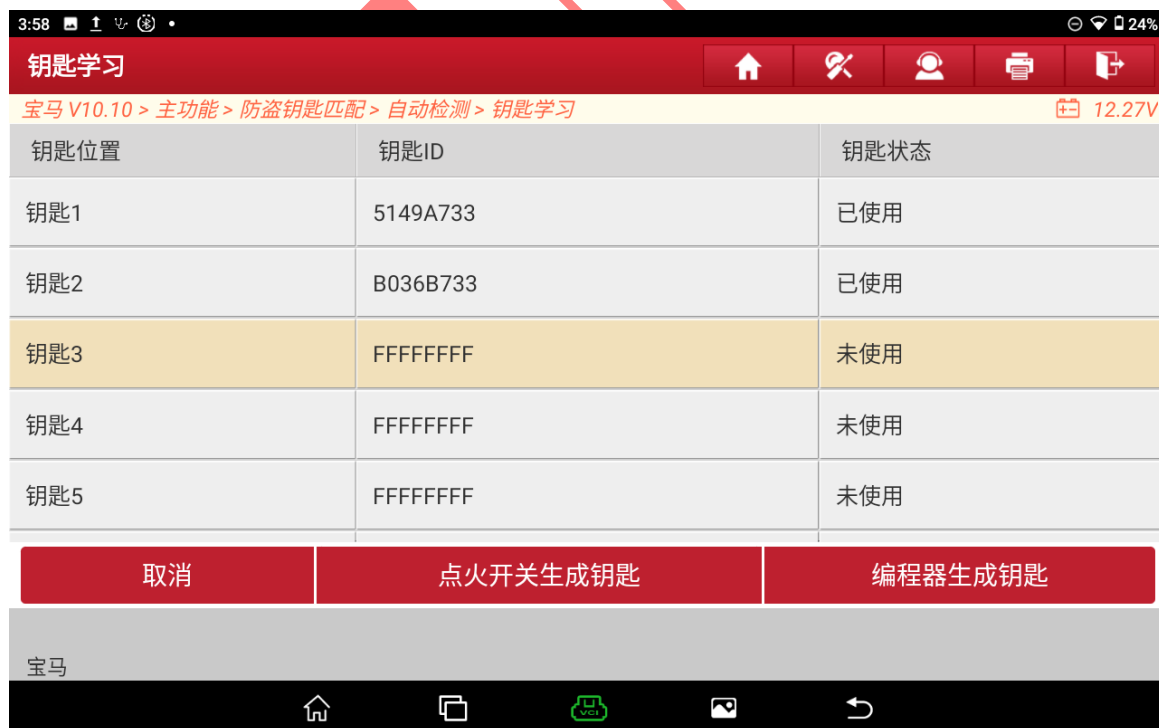 3:58 24%
钥匙学习
宝马 V10.10 > 主功能 > 防盗钥匙匹配 > 自动检测 > 钥匙学习 12.27V
钥匙位置 钥匙ID 钥匙状态
钥匙1 5149A733 已使用
钥匙2 B036B733 已使用
钥匙3 FFFFFFFF 未使用
钥匙4 FFFFFFFF 未使用
钥匙5 FFFFFFFF 未使用
取消 点火开关生成钥匙 编程器生成钥匙
宝马
VCI